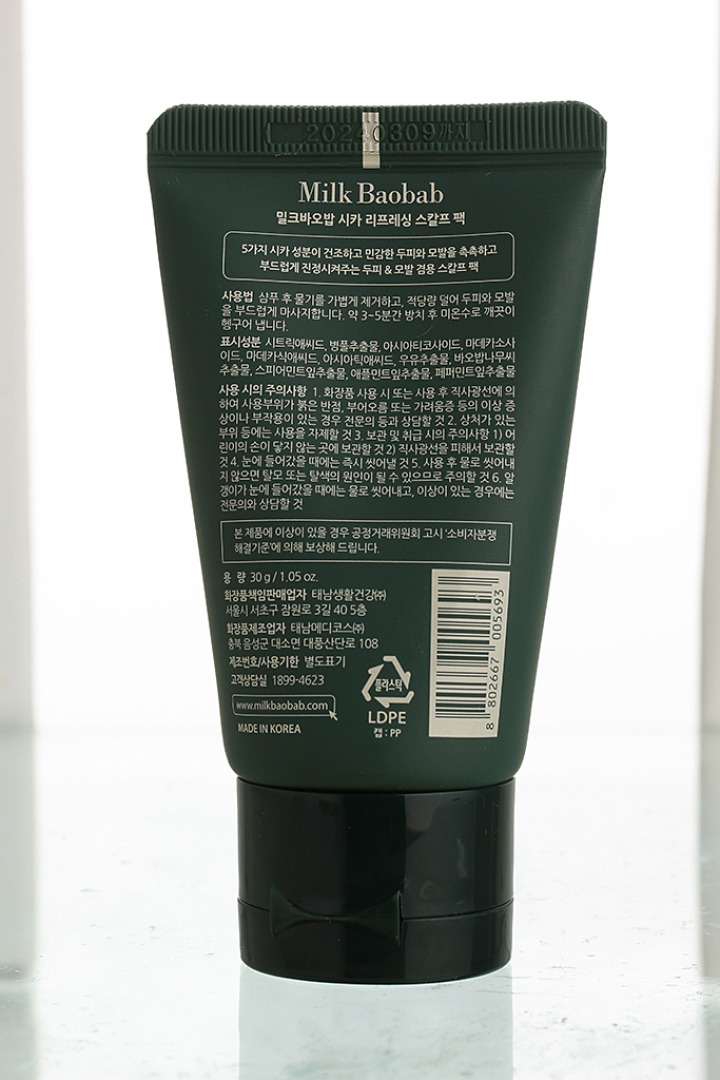 20240309까지
Milk Baobab
밀크바오밥 시카 리프레싱 스칼프 팩
5가지 시카 성분이 건조하고 민감한 두피와 모발을 촉촉하고
부드럽게 진정시켜주는 두피 & 모발 겸용 스칼프 팩
사용법 샴푸 후 물기를 가볍게 제거하고, 적당량 덜어 두피와 모발
을 부드럽게 마사지합니다. 약 3~5분간 방치 후 미온수로 깨끗이
헹구어 냅니다.
표시성분 시트릭애씨드, 병풀추출물, 아시아티코사이드, 마데카소사
이드, 마데카식애씨드, 아시아틱애씨드, 우유추출물, 바오밥나무씨
추출물, 스피어민트잎추출물, 애플민트잎추출물, 페퍼민트잎추출물
사용 시의 주의사항 1. 화장품 사용 시 또는 사용 후 직사광선에 의
하여 사용부위가 붉은 반점, 부어오름 또는 가려움증 등의 이상 증
상이나 부작용이 있는 경우 전문의 등과 상담할 것 2. 상처가 있는
부위 등에는 사용을 자제할 것 3. 보관 및 취급 시의 주의사항 1) 어
린이의 손이 닿지 않는 곳에 보관할 것 2) 직사광선을 피해서 보관할
것 4. 눈에 들어갔을 때에는 즉시 씻어낼 것 5. 사용 후 물로 씻어내
지 않으면 탈모 또는 탈색의 원인이 될 수 있으므로 주의할 것 6. 알
갱이가 눈에 들어갔을 때에는 물로 씻어내고, 이상이 있는 경우에는
전문의와 상담할 것
본 제품에 이상이 있을 경우 공정거래위원회 고시 '소비자분쟁
해결기준'에 의해 보상해 드립니다.
용 량 30 g / 1.05 oz.
화장품책임판매업자 태남생활건강㈜
서울시 서초구 잠원로 3길 40 5층
화장품제조업자 태남메디코스㈜
충북 음성군 대소면 대풍산단로 108
제조번호/사용기한 별도표기
고객상담실 1899-4623
www.milkbaobab.com
MADE IN KOREA
플라스틱
LDPE
캡 : PP
8 802667 005693